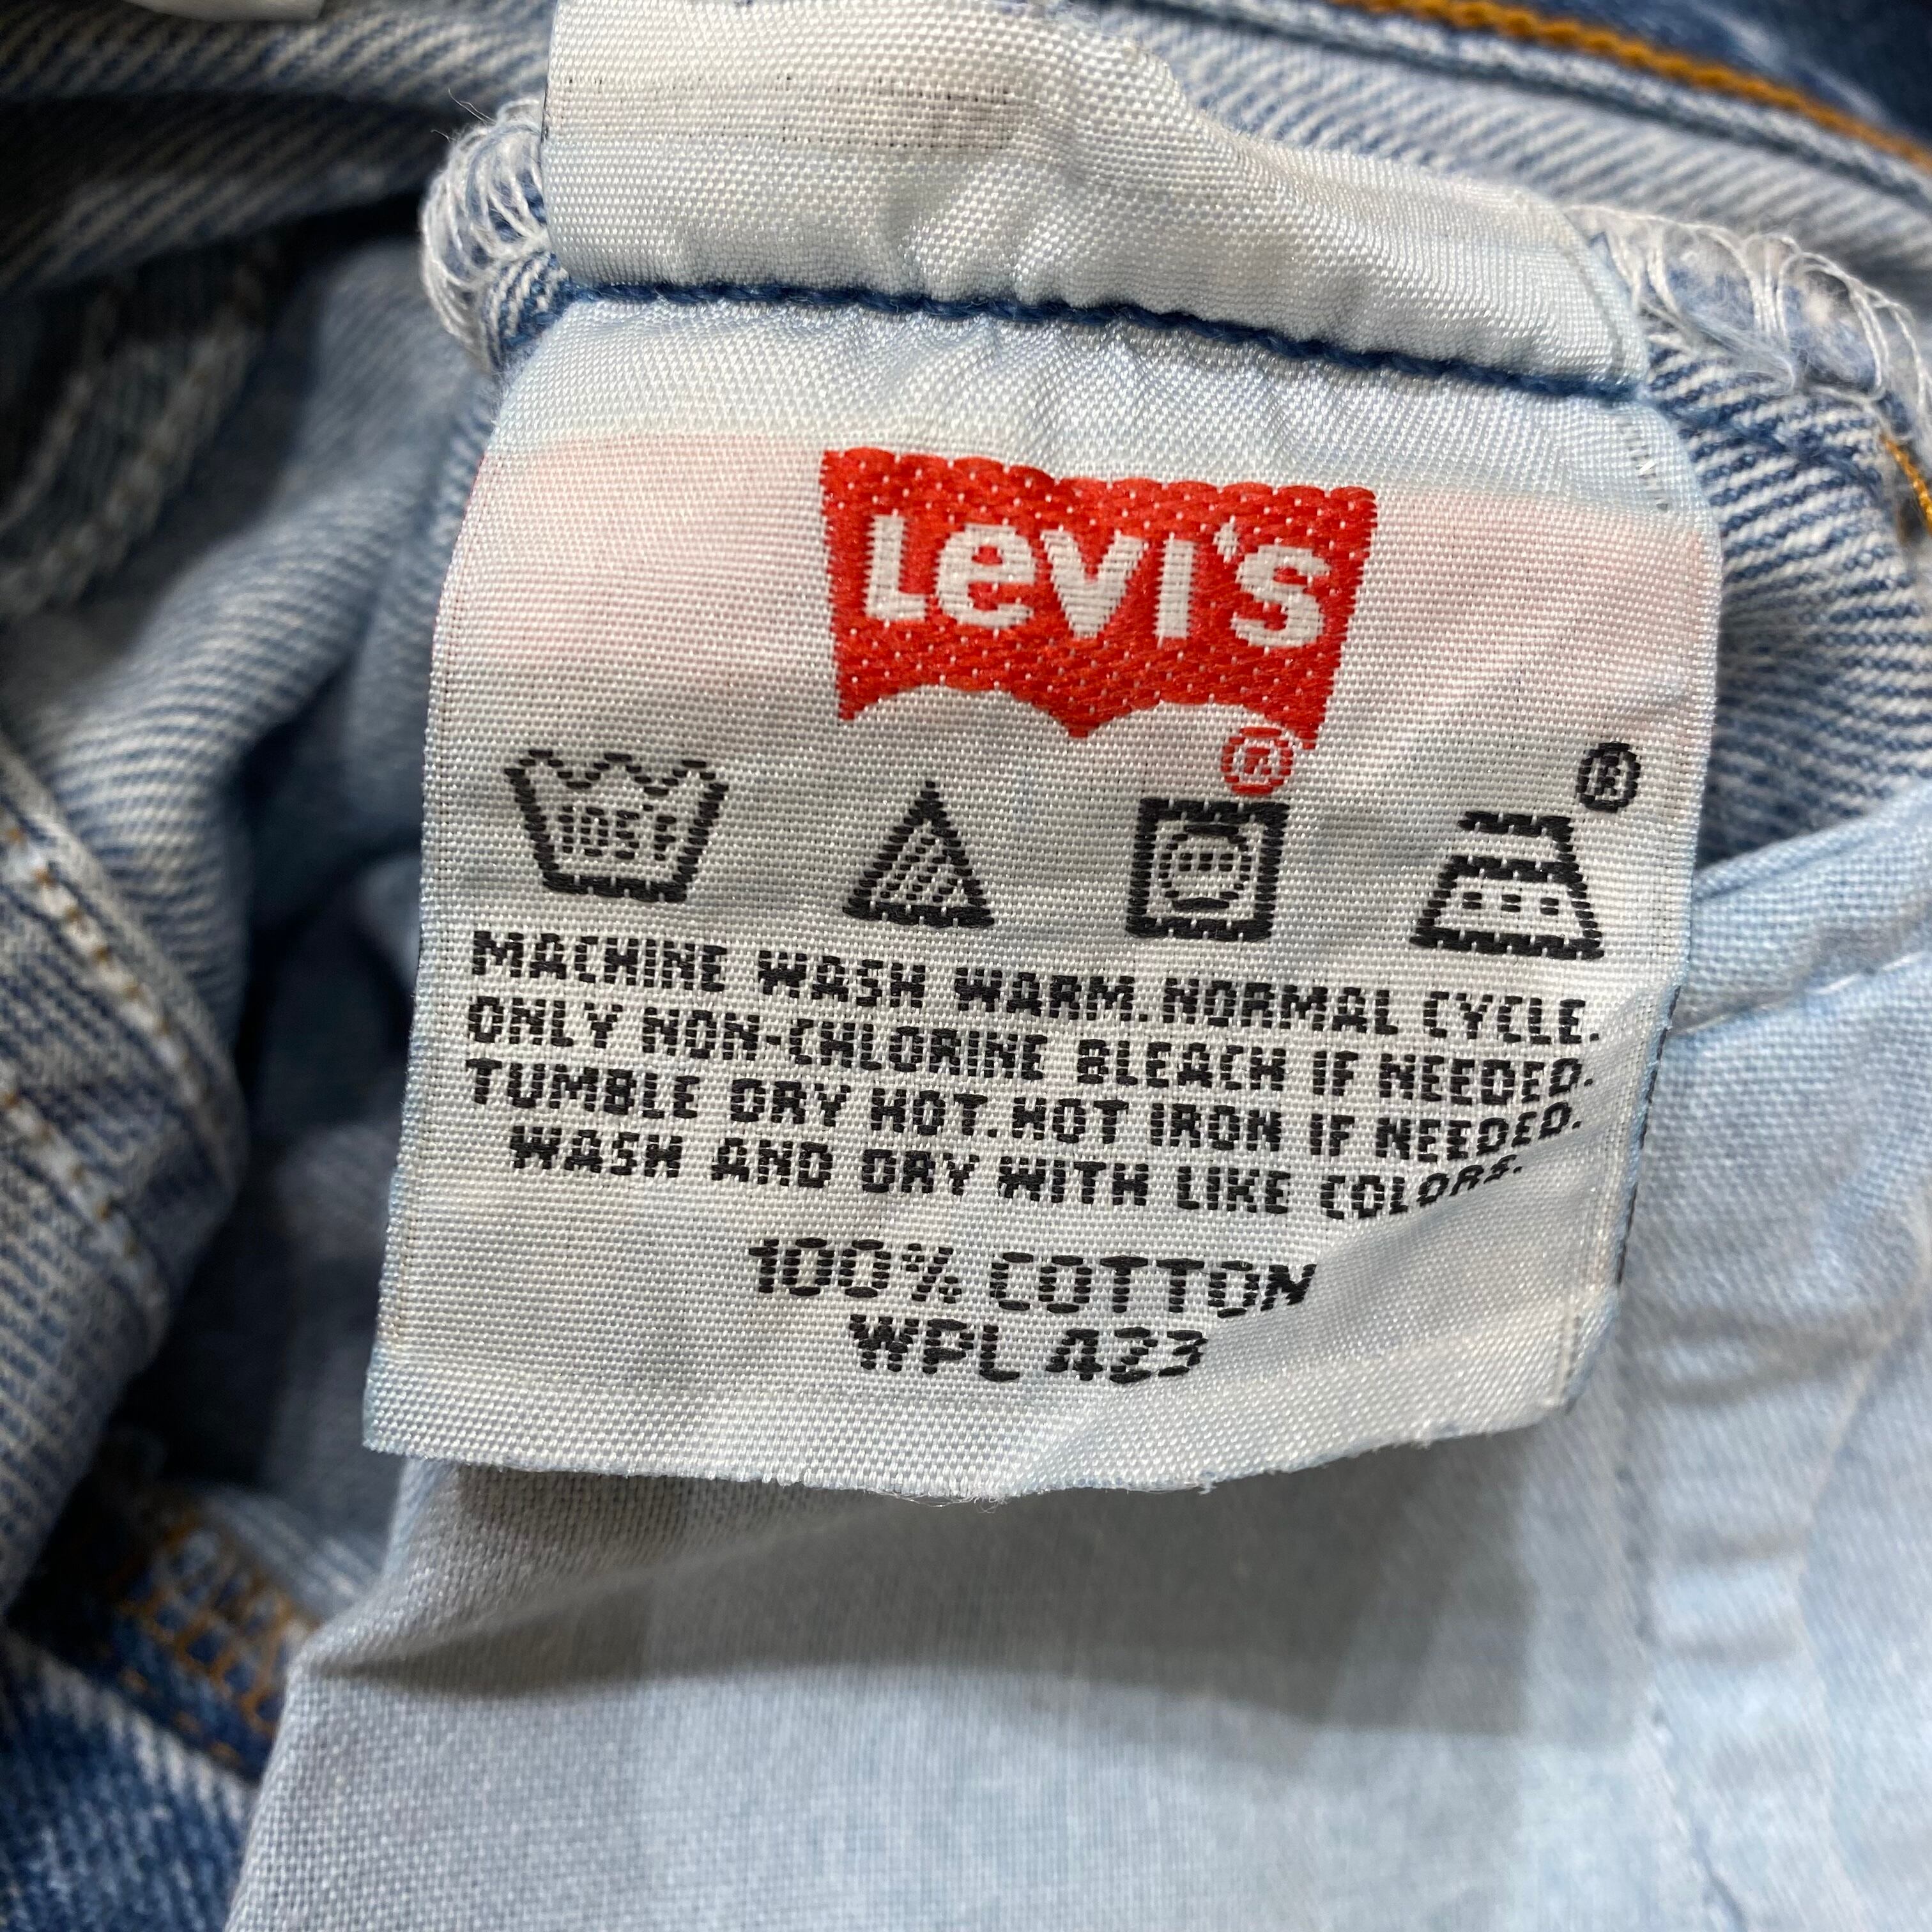 LEVI'S
®
®
105F
MACHINE WASH WARM. NORMAL CYCLE.
ONLY NON-CHLORINE BLEACH IF NEEDED.
TUMBLE DRY HOT. HOT IRON IF NEEDED.
WASH AND DRY WITH LIKE COLORS.
100% COTTON
WPL 423